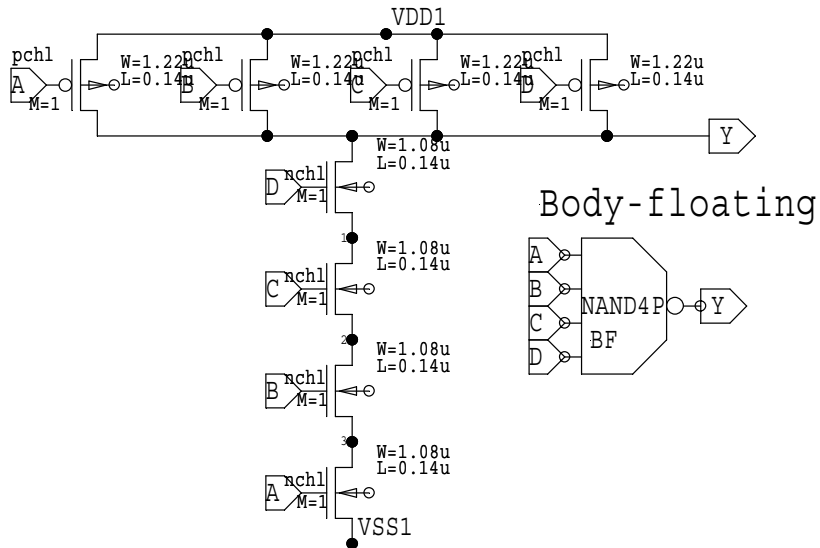 VDD1
pchl
W=1.22u
L=0.14u
A
M=1
pchl
W=1.22u
L=0.14u
B
M=1
pchl
W=1.22u
L=0.14u
C
M=1
pchl
W=1.22u
L=0.14u
D
M=1
Y
W=1.08u
L=0.14u
nchl
D
M=1
1
W=1.08u
L=0.14u
nchl
C
M=1
2
W=1.08u
L=0.14u
nchl
B
M=1
3
W=1.08u
L=0.14u
nchl
A
M=1
VSS1
Body-floating
A
B
C
D
NAND4P
BF
Y